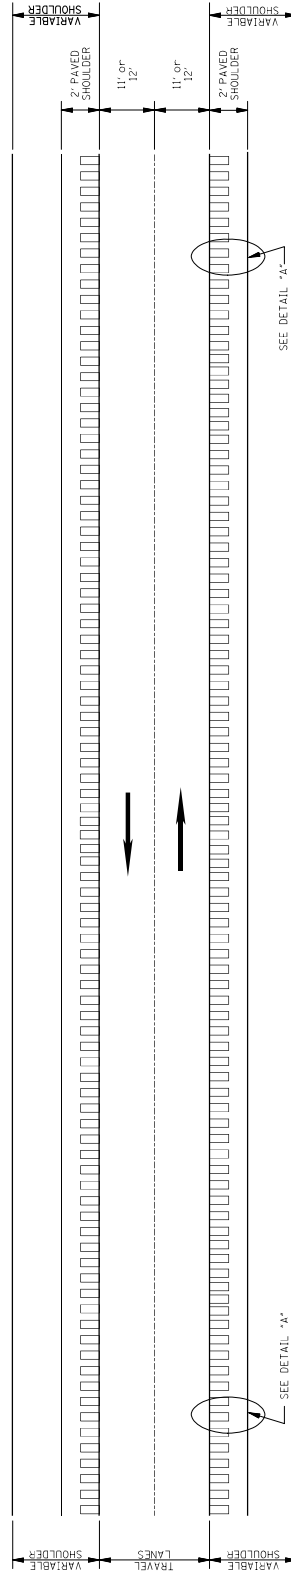 VARIABLE
SHOULDER
2' PAVED
SHOULDER
11' or
12'
11' or
12'
2' PAVED
SHOULDER
VARIABLE
SHOULDER
SEE DETAIL "A"
SEE DETAIL "A"
VARIABLE
SHOULDER
TRAVEL
LANES
VARIABLE
SHOULDER